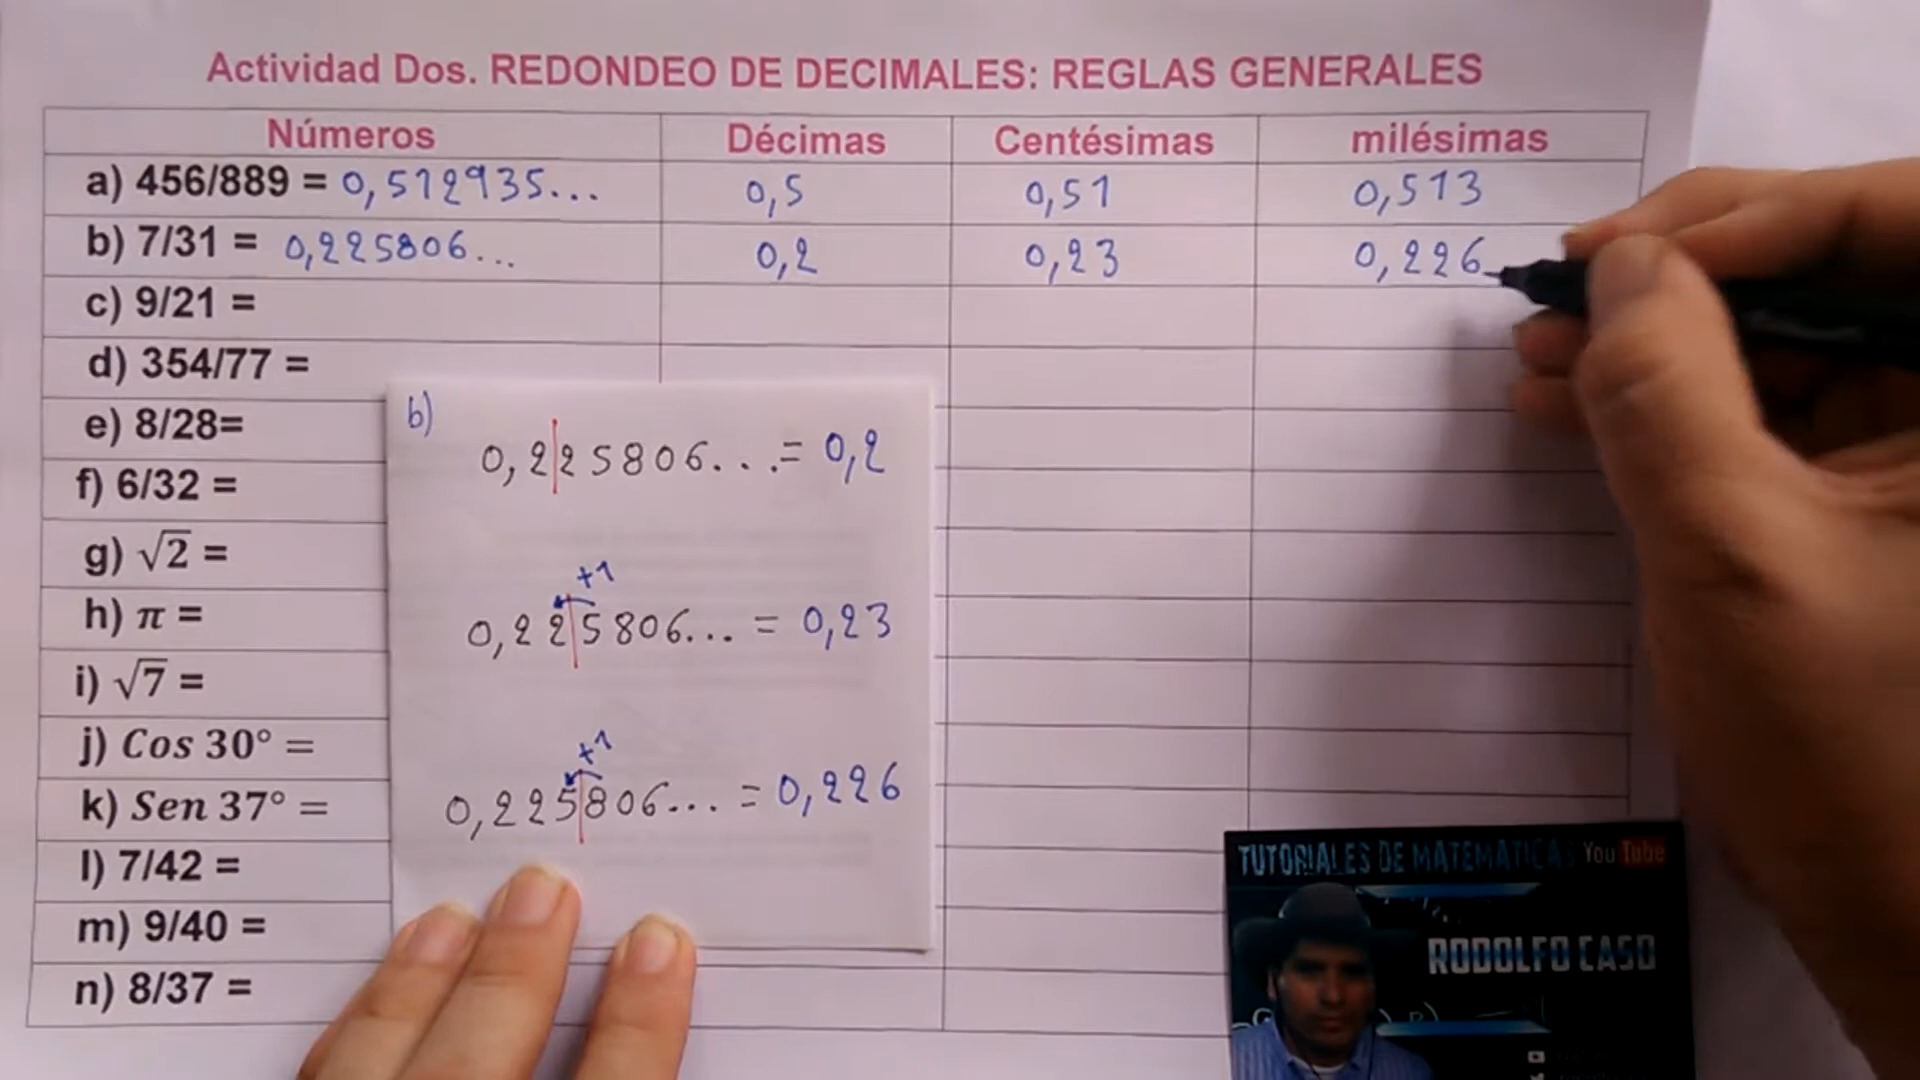 Actividad Dos. REDONDEO DE DECIMALES: REGLAS GENERALES
Números Décimas Centésimas milésimas
a) 456/889 = 0,512935... 0,5 0,51 0,513
b) 7/31 = 0,225806... 0,2 0,23 0,226
c) 9/21 =
d) 354/77 =
e) 8/28=
f) 6/32 =
g) √2 =
h) π =
i) √7 =
j) Cos 30° =
k) Sen 37° =
l) 7/42 =
m) 9/40 =
n) 8/37 =
b)
0,2|25806... = 0,2
+1
0,22|5806... = 0,23
+1
0,225|806... = 0,226
TUTORIALES DE MATEMATICAS YouTube
RODOLFO CASO